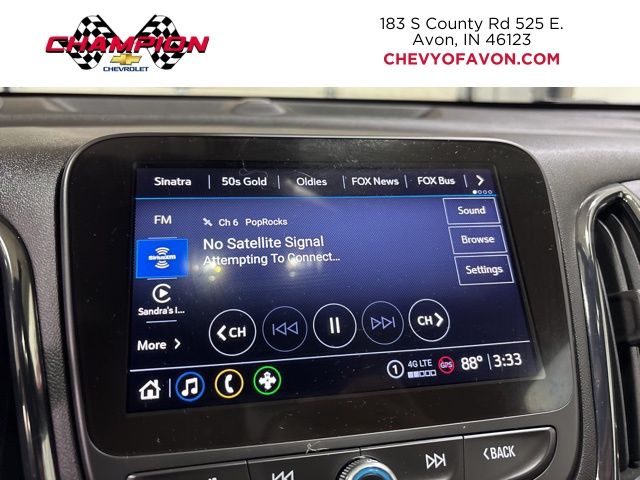 CHAMPION
CHEVROLET
183 S County Rd 525 E.
Avon, IN 46123
CHEVYOFAVON.COM
Sinatra 50s Gold Oldies FOX News FOX Bus
FM
Ch 6 PopRocks
Sound
SiriusXM
No Satellite Signal
Attempting To Connect...
Browse
Settings
Sandra's i...
More
CH
CH
1 4G LTE GPS 88° 3:33
BACK